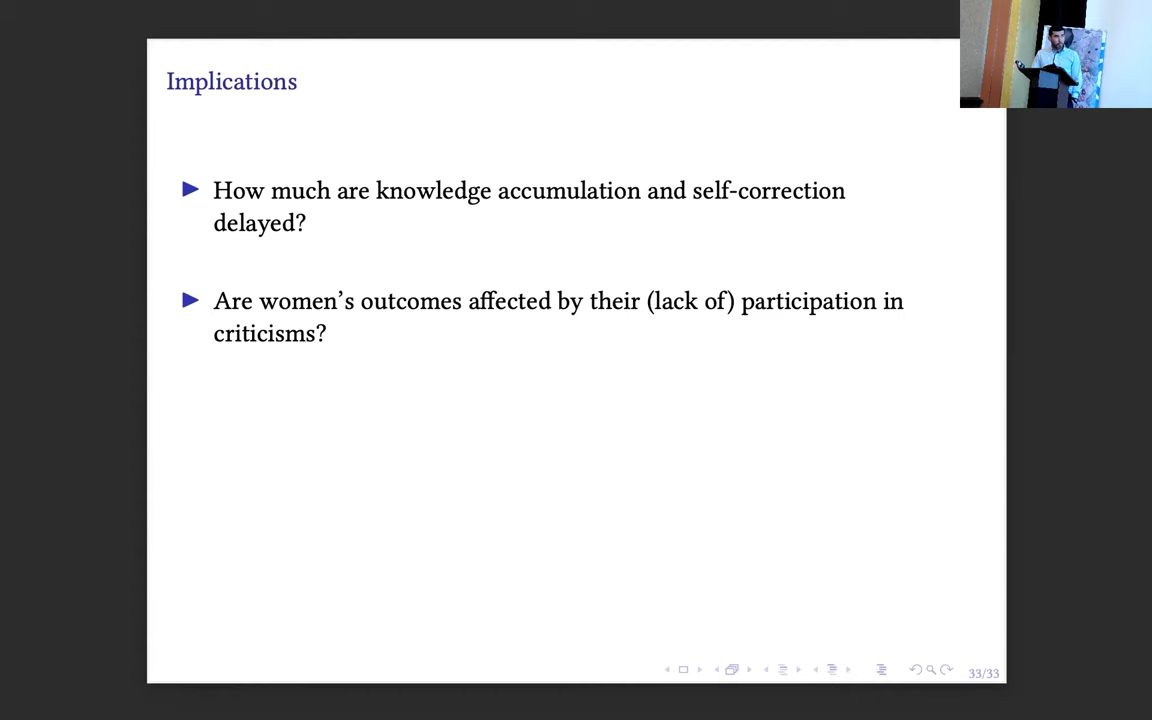 Implications
How much are knowledge accumulation and self-correction
delayed?
Are women’s outcomes affected by their (lack of) participation in
criticisms?
33/33